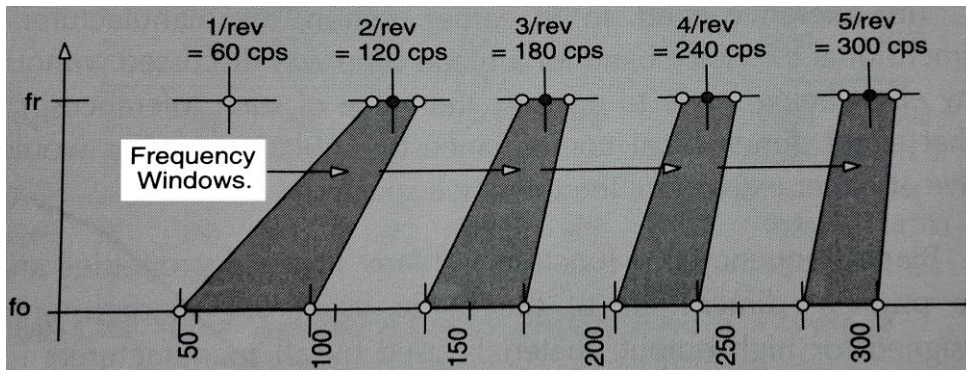 1/rev 2/rev 3/rev 4/rev 5/rev
= 60 cps = 120 cps = 180 cps = 240 cps = 300 cps
fr
Frequency
Windows.
fo
50 100 150 200 250 300